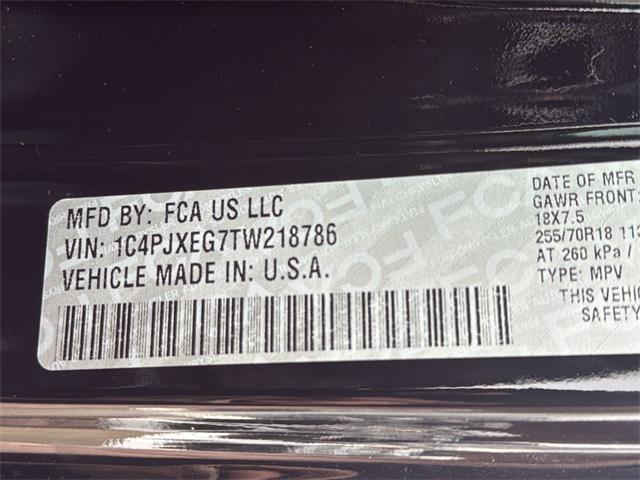 MFD BY: FCA US LLC
VIN: 1C4PJXEG7TW218786
VEHICLE MADE IN: U.S.A.
DATE OF MFR
GAWR FRONT
18X7.5
255/70R18 113
AT 260 kPa /
TYPE: MPV
THIS VEHIC
SAFETY